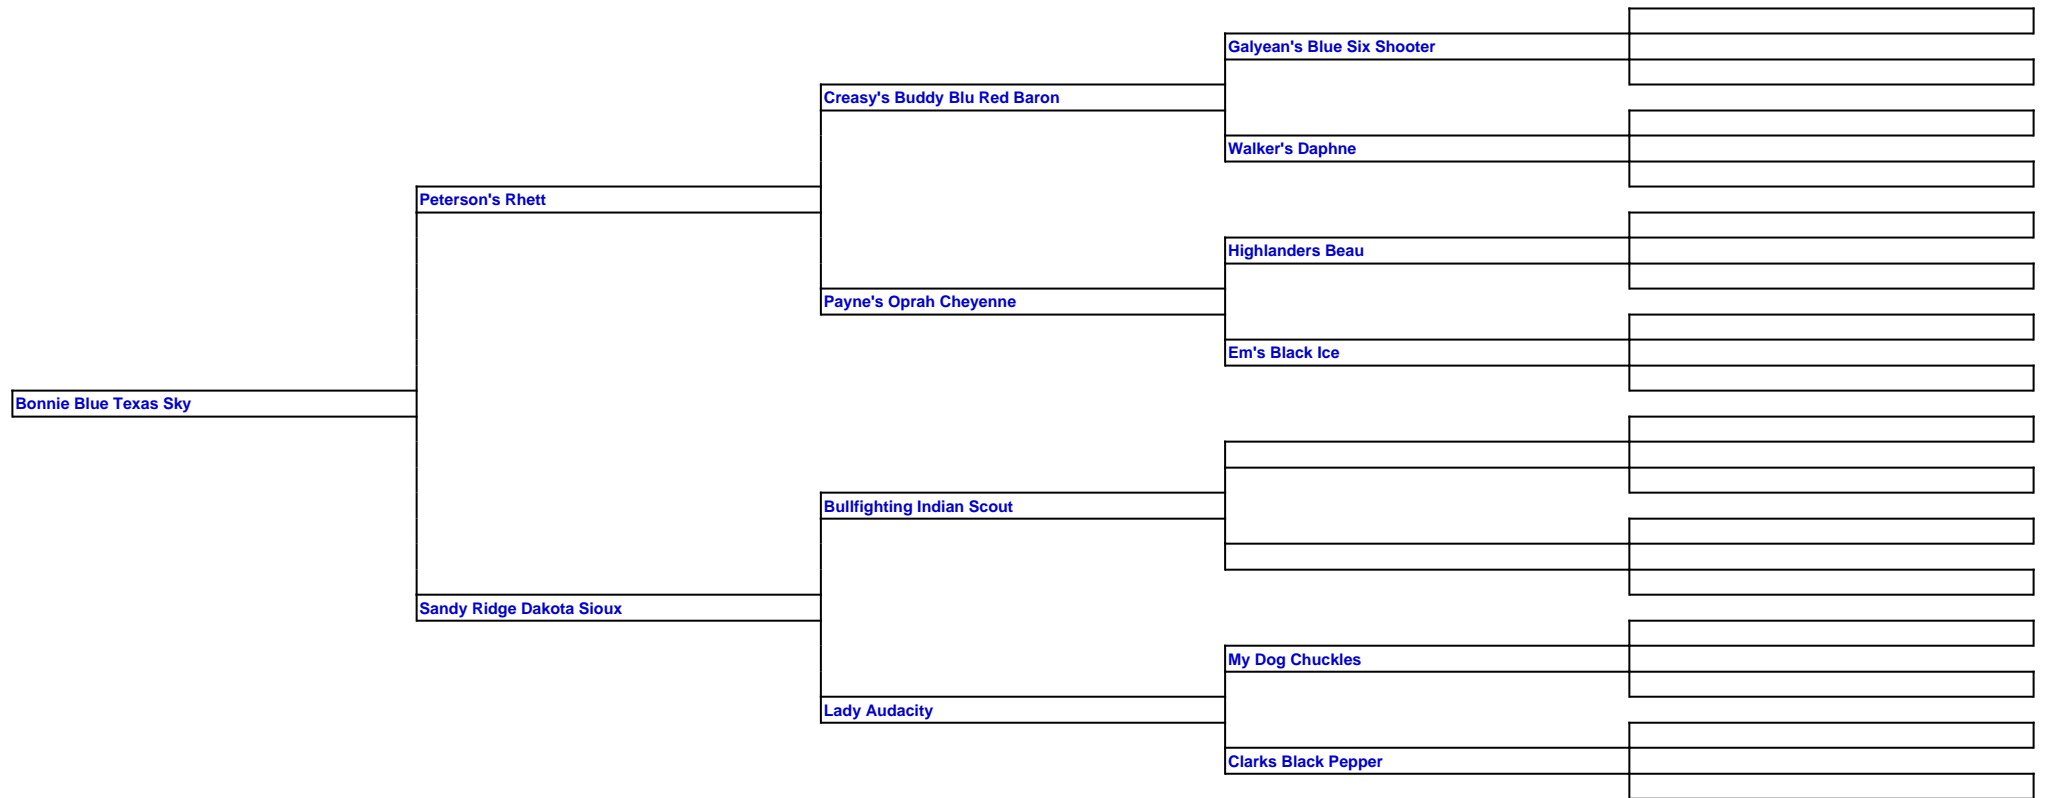 Galyean's Blue Six Shooter
Creasy's Buddy Blu Red Baron
Walker's Daphne
Peterson's Rhett
Highlanders Beau
Payne's Oprah Cheyenne
Em's Black Ice
Bonnie Blue Texas Sky
Bullfighting Indian Scout
Sandy Ridge Dakota Sioux
My Dog Chuckles
Lady Audacity
Clarks Black Pepper